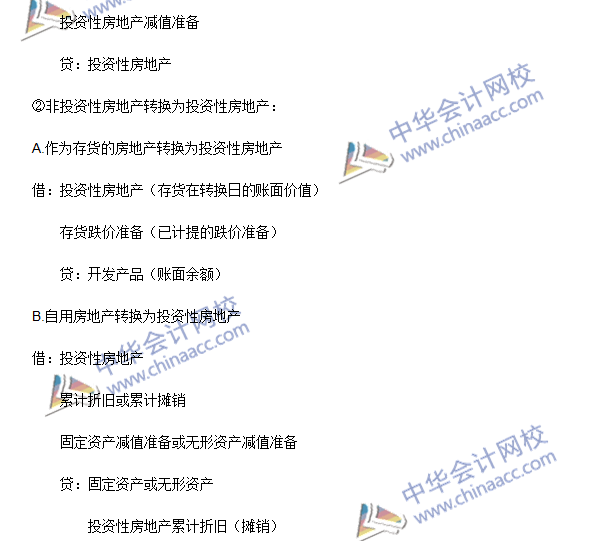 投资性房地产减值准备
贷：投资性房地产
②非投资性房地产转换为投资性房地产：
A.作为存货的房地产转换为投资性房地产
借：投资性房地产（存货在转换日的账面价值）
存货跌价准备（已计提的跌价准备）
贷：开发产品（账面余额）
B.自用房地产转换为投资性房地产
借：投资性房地产
累计折旧或累计摊销
固定资产减值准备或无形资产减值准备
贷：固定资产或无形资产
投资性房地产累计折旧（摊销）
中华会计网校
www.chinaacc.com
中华会计网校
www.chinaacc.com
中华会计网校
www.chinaacc.com